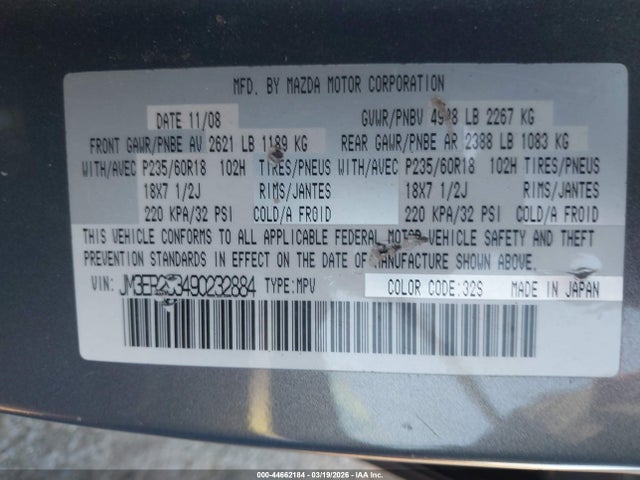 MFD. BY MAZDA MOTOR CORPORATION
DATE 11/08 GVWR/PNBV LB 2267 KG
FRONT GAWR/PNBE AV 2621 LB 1189 KG REAR GAWR/PNBE AR 2388 LB 1083 KG
WITH/AVEC P235/60R18 102H TIRES/PNEUS WITH/AVEC P235/60R18 102H TIRES/PNEUS
18X7 1/2J RIMS/JANTES 18X7 1/2J RIMS/JANTES
220 KPA/32 PSI COLD/A FROID 220 KPA/32 PSI COLD/A FROID
THIS VEHICLE CONFORMS TO ALL APPLICABLE FEDERAL MOTOR VEHICLE SAFETY AND THEFT
PREVENTION STANDARDS IN EFFECT ON THE DATE OF MANUFACTURE SHOWN ABOVE.
VIN: TYPE:MPV COLOR CODE:32S MADE IN JAPAN
000-44662184 - 03/19/2026 - IAA Inc.